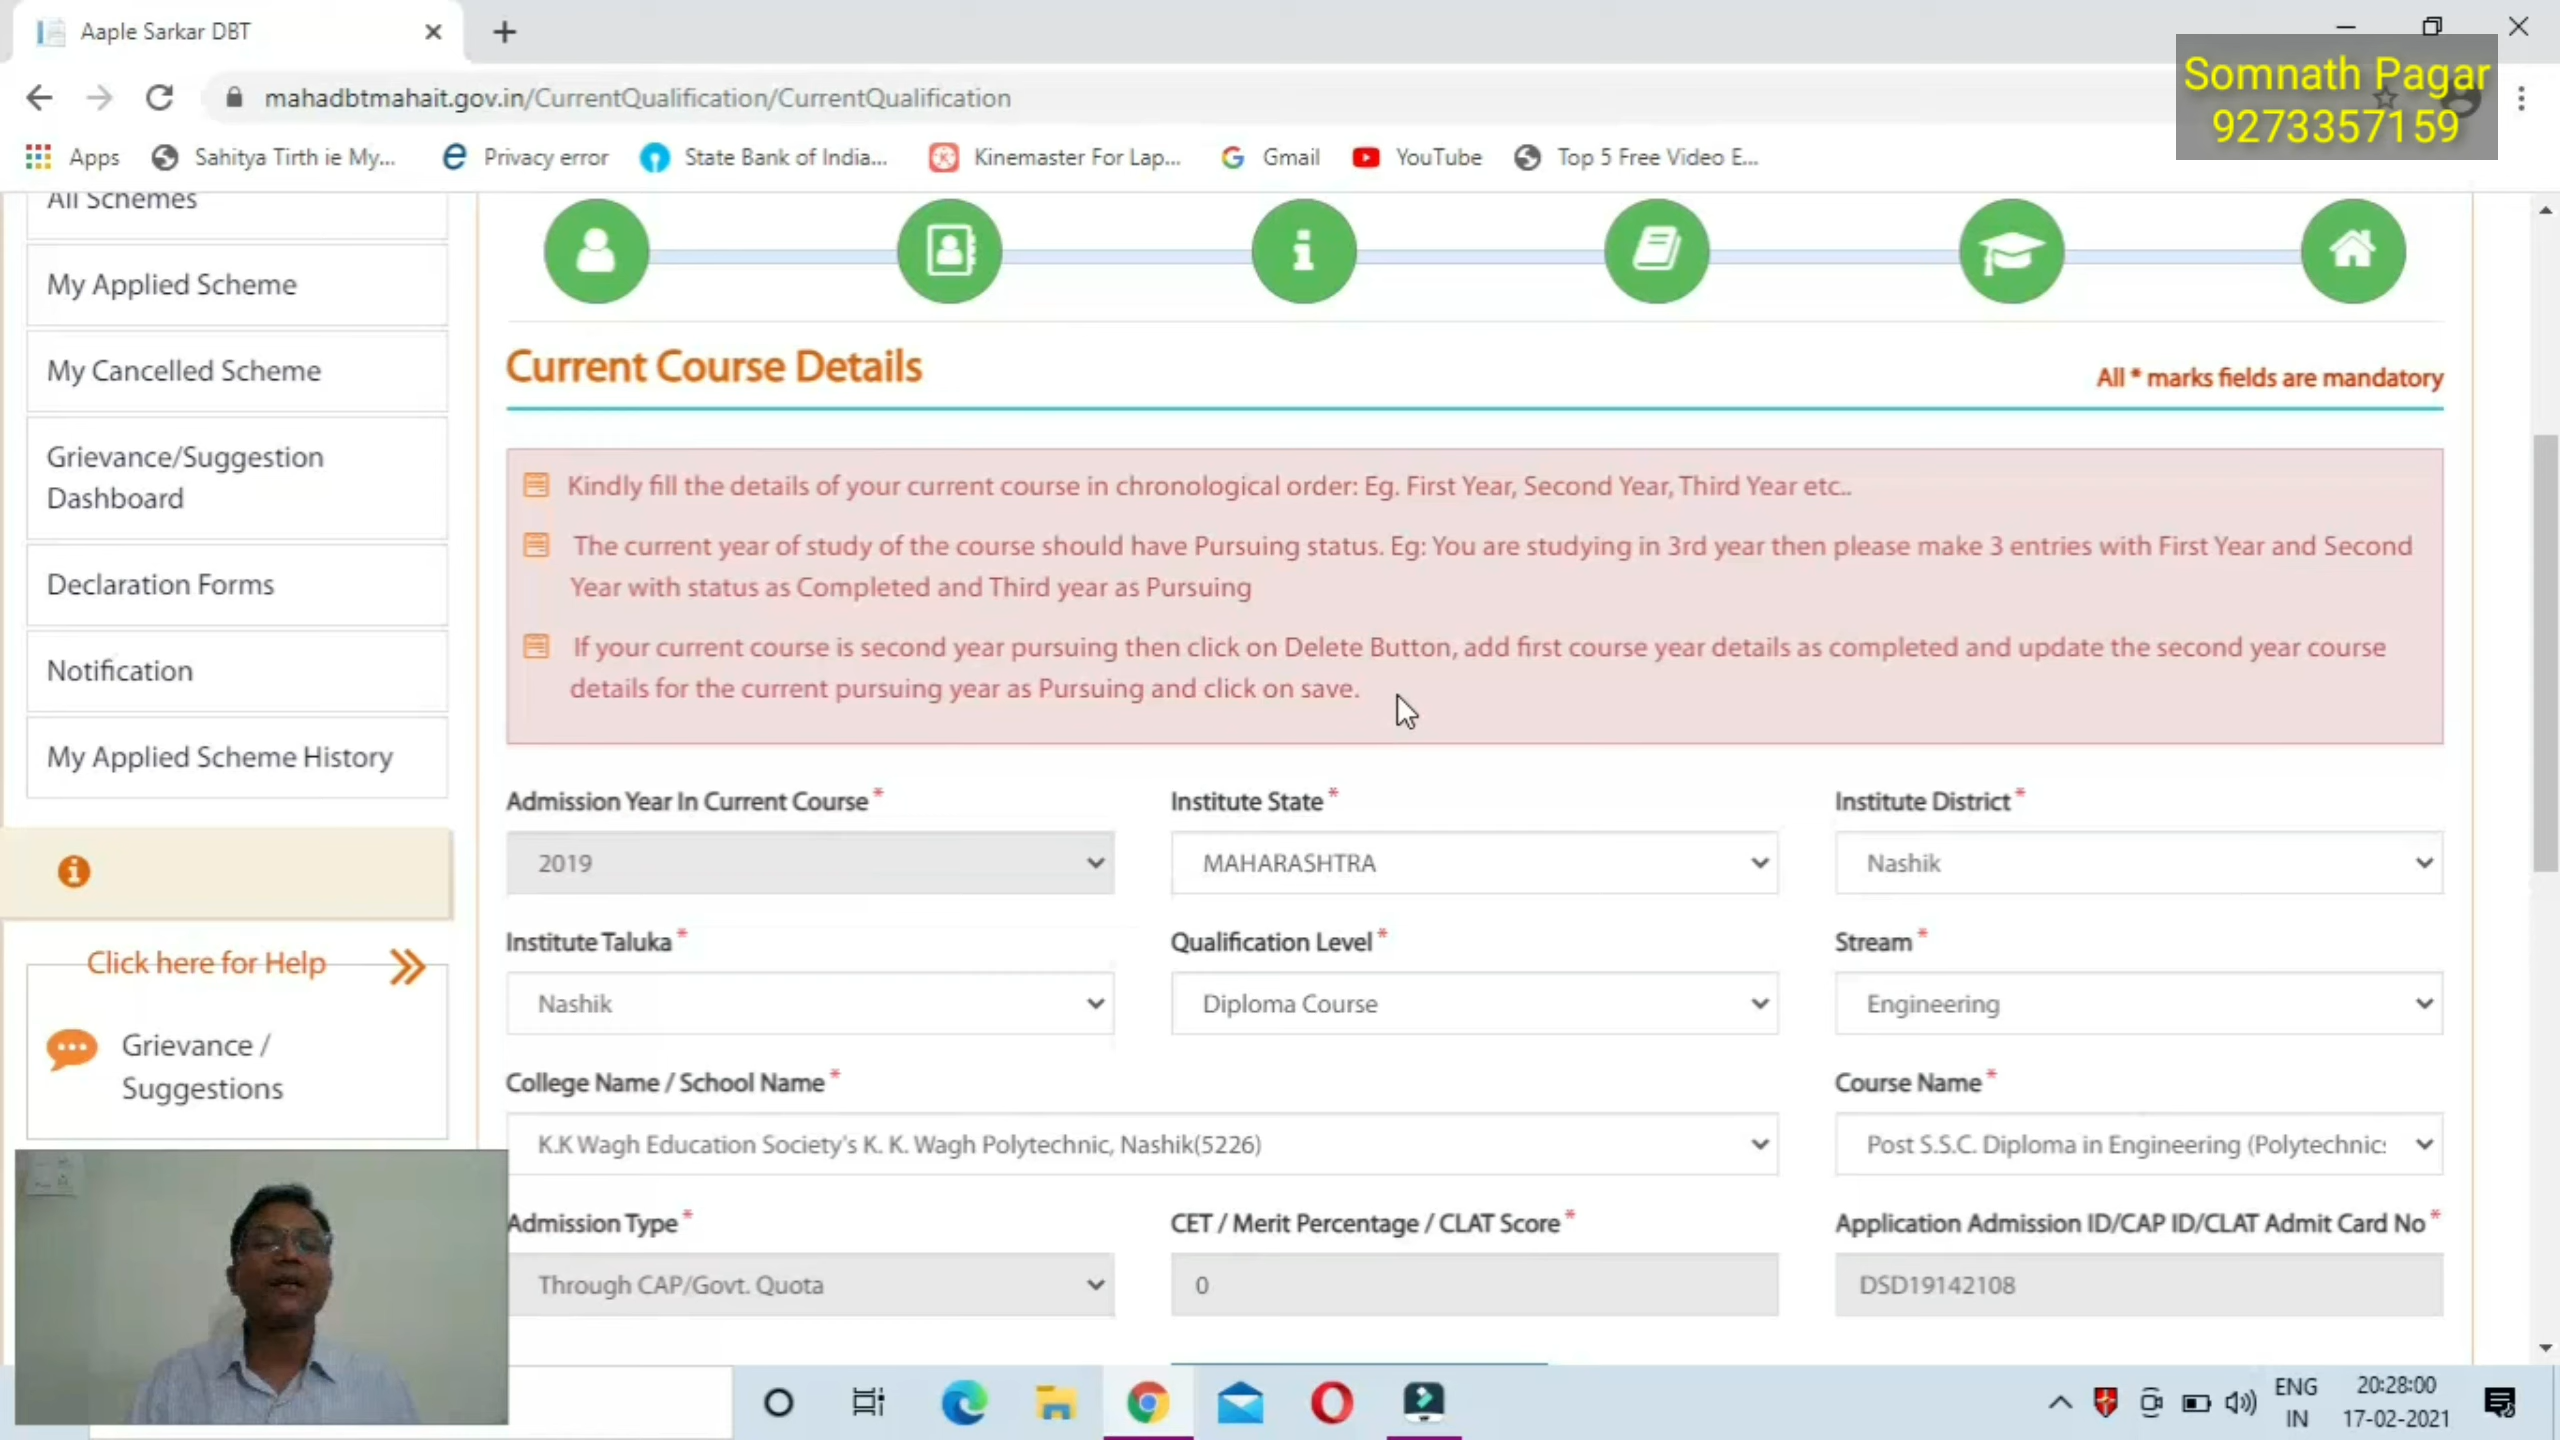 Aaple Sarkar DBT
Somnath Pagar
9273357159
mahadbtmahait.gov.in/CurrentQualification/CurrentQualification
Apps
Sahitya Tirth ie My...
Privacy error
State Bank of India...
Kinemaster For Lap...
Gmail
YouTube
Top 5 Free Video E...
All Schemes
My Applied Scheme
My Cancelled Scheme
Grievance/Suggestion
Dashboard
Declaration Forms
Notification
My Applied Scheme History
Click here for Help
Grievance /
Suggestions
Current Course Details
All * marks fields are mandatory
Kindly fill the details of your current course in chronological order: Eg. First Year, Second Year, Third Year etc..
The current year of study of the course should have Pursuing status. Eg: You are studying in 3rd year then please make 3 entries with First Year and Second
Year with status as Completed and Third year as Pursuing
If your current course is second year pursuing then click on Delete Button, add first course year details as completed and update the second year course
details for the current pursuing year as Pursuing and click on save.
Admission Year In Current Course *
Institute State *
Institute District *
2019
MAHARASHTRA
Nashik
Institute Taluka *
Qualification Level *
Stream *
Nashik
Diploma Course
Engineering
College Name / School Name *
Course Name *
K.K Wagh Education Society's K. K. Wagh Polytechnic, Nashik(5226)
Post S.S.C. Diploma in Engineering (Polytechnic:
Admission Type *
CET / Merit Percentage / CLAT Score *
Application Admission ID/CAP ID/CLAT Admit Card No *
Through CAP/Govt. Quota
0
DSD19142108
ENG
IN
20:28:00
17-02-2021